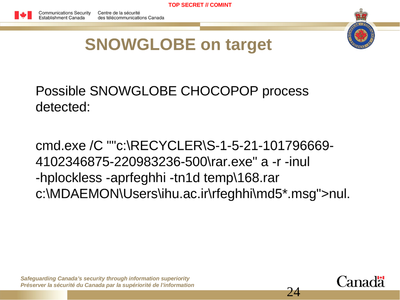 TOP SECRET // COMINT
Communications Security Establishment Canada
Centre de la sécurité des télécommunications Canada
SNOWGLOBE on target
Possible SNOWGLOBE CHOCOPOP process
detected:
cmd.exe /C ""c:\RECYCLER\S-1-5-21-101796669-
4102346875-220983236-500\rar.exe" a -r -inul
-hplockless -aprfeghhi -tn1d temp\168.rar
c:\MDAEMON\Users\ihu.ac.ir\rfeghhi\md5*.msg">nul.
Safeguarding Canada's security through information superiority
Préserver la sécurité du Canada par la supériorité de l'information
24
Canada